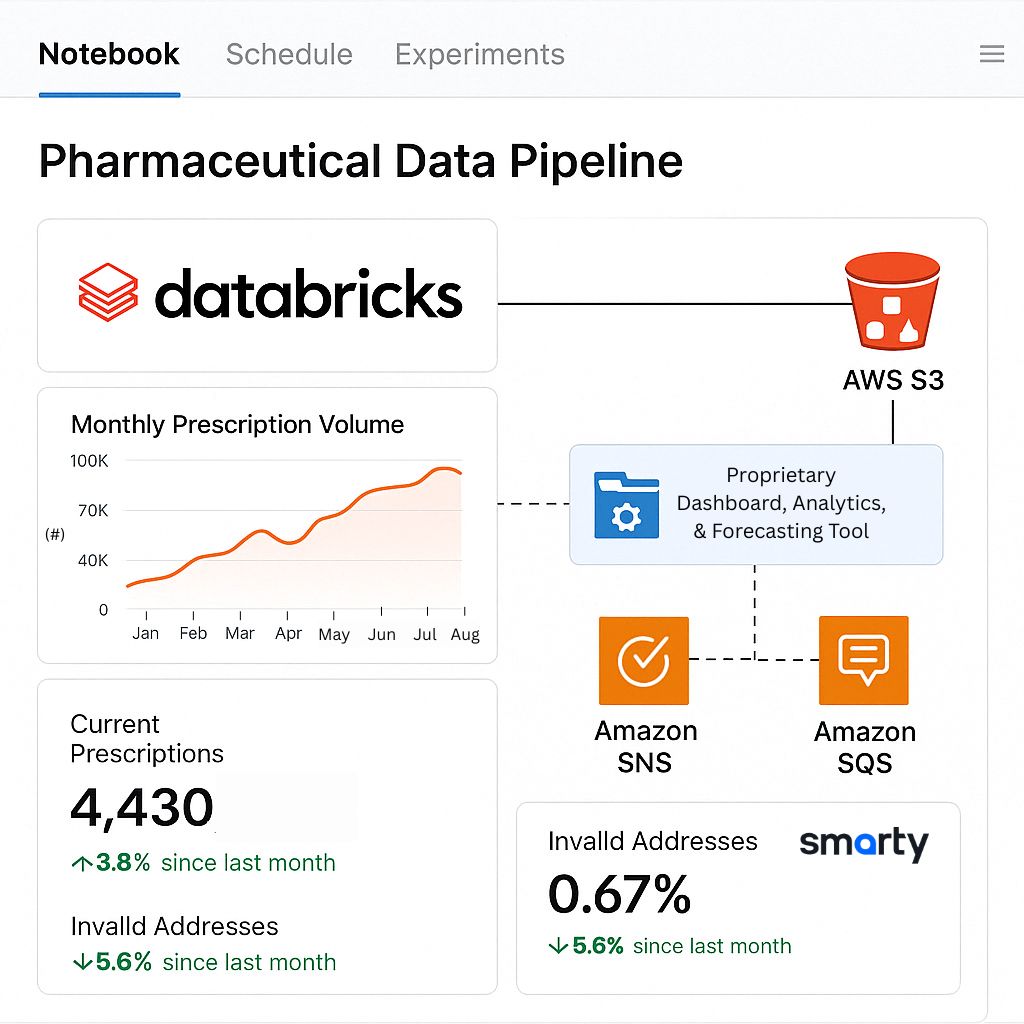 Notebook
Schedule
Experiments
Pharmaceutical Data Pipeline
databricks
AWS S3
Monthly Prescription Volume
100K
70K
(#)
40K
0
Jan Feb Mar Apr May Jun Jul Aug
Proprietary
Dashboard, Analytics,
& Forecasting Tool
Amazon
SNS
Amazon
SQS
Current
Prescriptions
4,430
↑3.8% since last month
Invalld Addresses
↓5.6% since last month
Invalld Addresses
smarty
0.67%
↓5.6% since last month